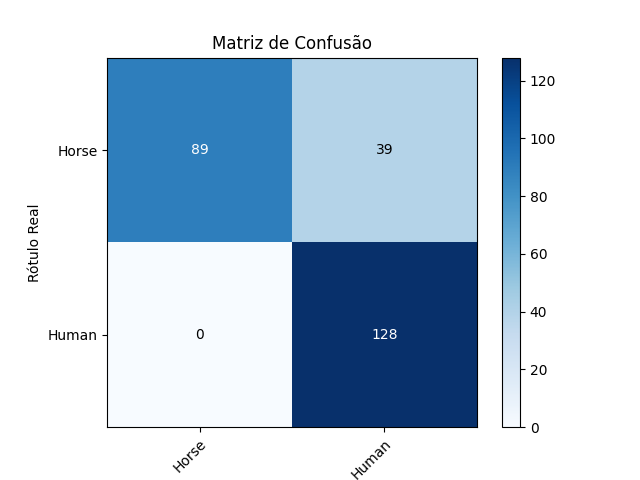 Matriz de Confusão
Rótulo Real
Horse
89
39
Human
0
128
Horse
Human
120
100
80
60
40
20
0